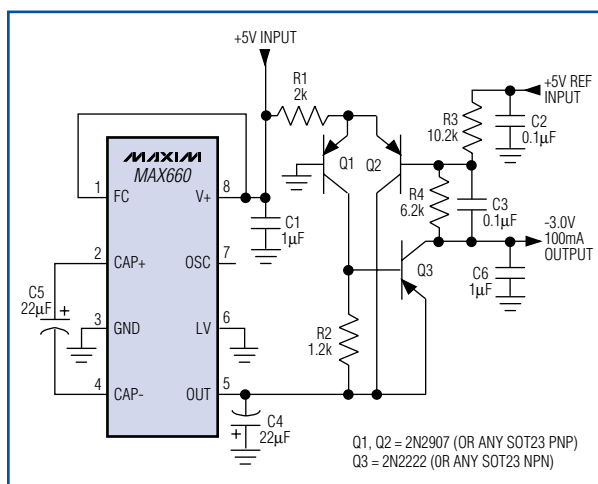 +5V INPUT
R1
2k
+5V REF
INPUT
R3
10.2k
C2
0.1µF
MAXIM
MAX660
Q1
Q2
1
FC
V+
8
R4
6.2k
C3
0.1µF
C1
1µF
-3.0V
100mA
OUTPUT
2
CAP+
OSC
7
Q3
C6
1µF
C5
22µF
+
3
GND
LV
6
R2
1.2k
4
CAP-
OUT
5
C4
22µF
+
Q1, Q2 = 2N2907 (OR ANY SOT23 PNP)
Q3 = 2N2222 (OR ANY SOT23 NPN)